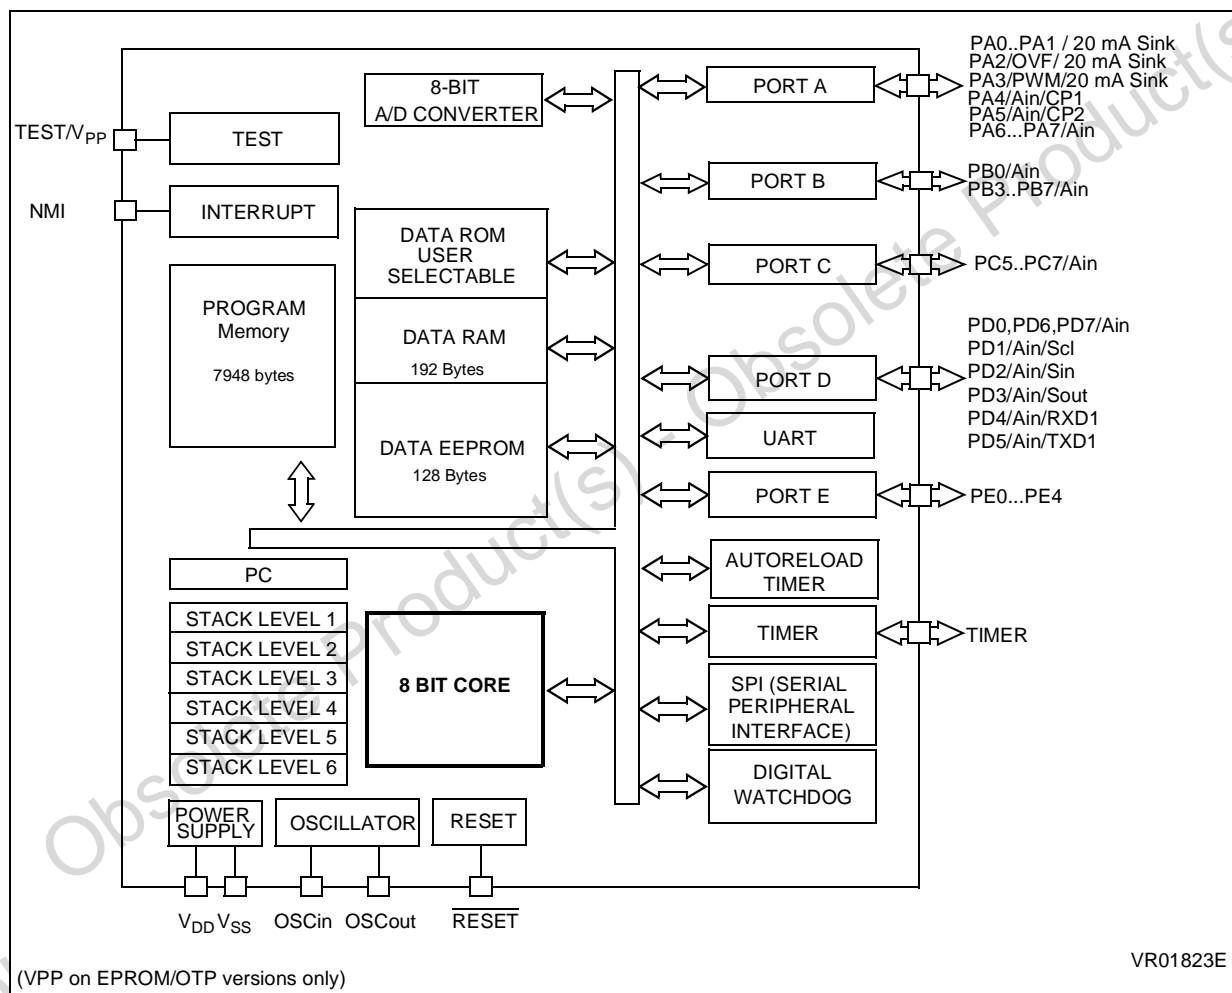 8-BIT
A/D CONVERTER
PORT A
PA0..PA1 / 20 mA Sink
PA2/OVF/ 20 mA Sink
PA3/PWM/20 mA Sink
PA4/Ain/CP1
PA5/Ain/CP2
PA6...PA7/Ain
TEST/VPP
TEST
PORT B
PB0/Ain
PB3..PB7/Ain
NMI
INTERRUPT
DATA ROM
USER
SELECTABLE
PORT C
PC5..PC7/Ain
PROGRAM
Memory
7948 bytes
DATA RAM
192 Bytes
DATA EEPROM
128 Bytes
PORT D
PD0,PD6,PD7/Ain
PD1/Ain/Scl
PD2/Ain/Sin
PD3/Ain/Sout
PD4/Ain/RXD1
PD5/Ain/TXD1
UART
PORT E
PE0...PE4
PC
AUTORELOAD
TIMER
STACK LEVEL 1
STACK LEVEL 2
STACK LEVEL 3
STACK LEVEL 4
STACK LEVEL 5
STACK LEVEL 6
8 BIT CORE
TIMER
TIMER
SPI (SERIAL
PERIPHERAL
INTERFACE)
DIGITAL
WATCHDOG
POWER
SUPPLY
OSCILLATOR
RESET
VDD VSS OSCin OSCout RESET
(VPP on EPROM/OTP versions only)
VR01823E
Obsolete Product(s) - Obsolete Product(s)